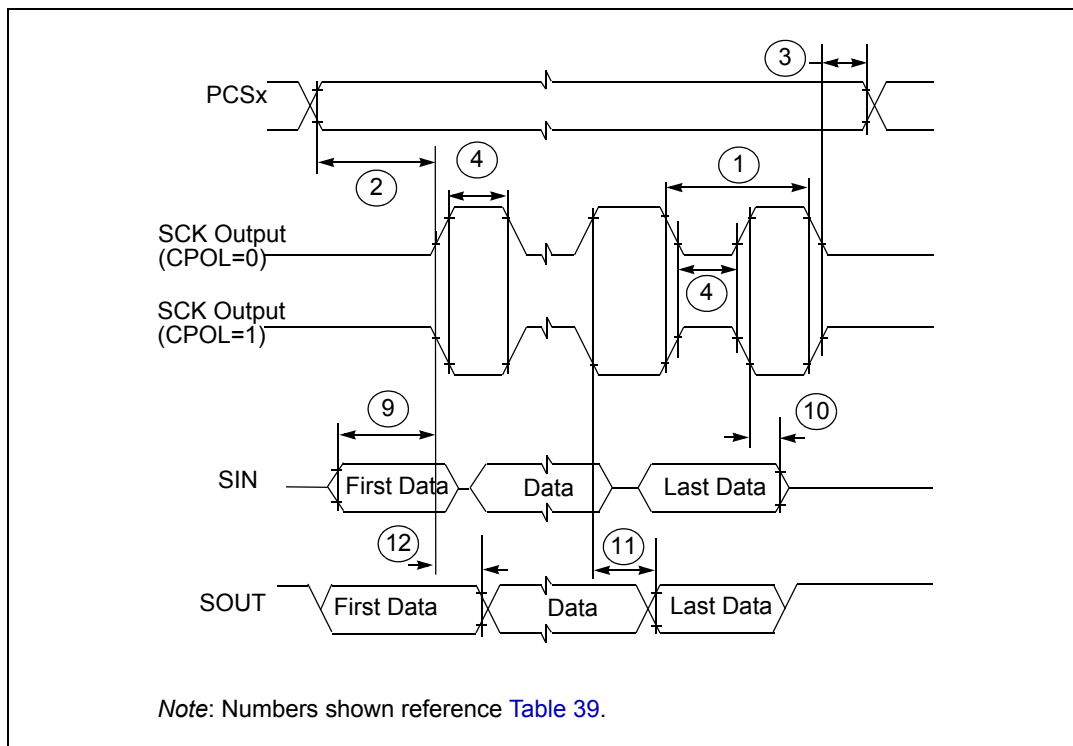 3
PCSx
2
4
1
SCK Output
(CPOL=0)
4
SCK Output
(CPOL=1)
9
10
SIN
First Data
Data
Last Data
12
11
SOUT
First Data
Data
Last Data
Note: Numbers shown reference Table 39.